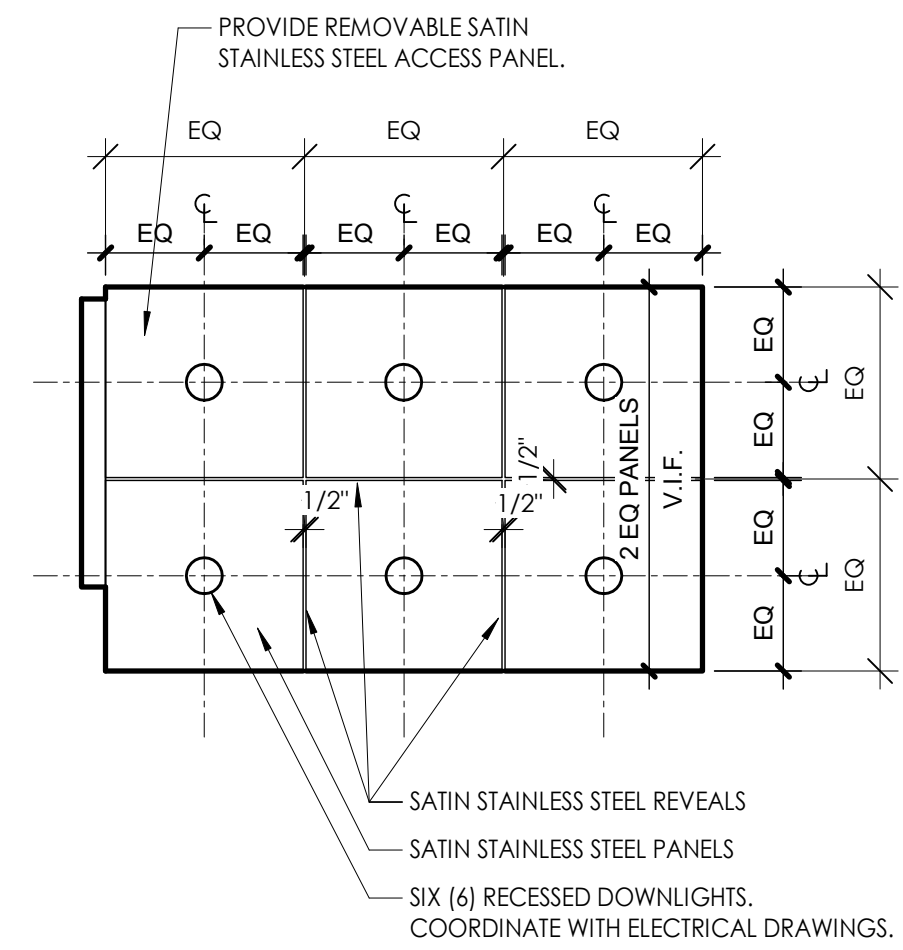 PROVIDE REMOVABLE SATIN
STAINLESS STEEL ACCESS PANEL.
EQ
EQ
EQ
℄
℄
℄
EQ
EQ
EQ
EQ
EQ
EQ
EQ
℄
EQ
EQ
2 EQ PANELS
V.I.F.
1/2"
1/2"
1/2"
EQ
℄
EQ
EQ
SATIN STAINLESS STEEL REVEALS
SATIN STAINLESS STEEL PANELS
SIX (6) RECESSED DOWNLIGHTS.
COORDINATE WITH ELECTRICAL DRAWINGS.